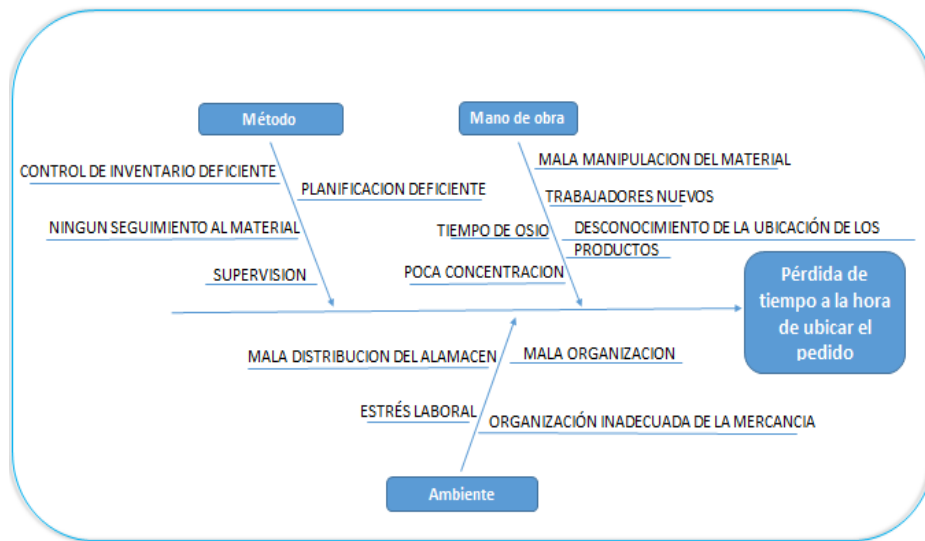 Método
Mano de obra
CONTROL DE INVENTARIO DEFICIENTE
PLANIFICACION DEFICIENTE
NINGUN SEGUIMIENTO AL MATERIAL
SUPERVISION
MALA MANIPULACION DEL MATERIAL
TRABAJADORES NUEVOS
TIEMPO DE OSIO
DESCONOCIMIENTO DE LA UBICACIÓN DE LOS
PRODUCTOS
POCA CONCENTRACION
Pérdida de
tiempo a la hora
de ubicar el
pedido
MALA DISTRIBUCION DEL ALAMACEN
MALA ORGANIZACION
ESTRÉS LABORAL
ORGANIZACIÓN INADECUADA DE LA MERCANCIA
Ambiente